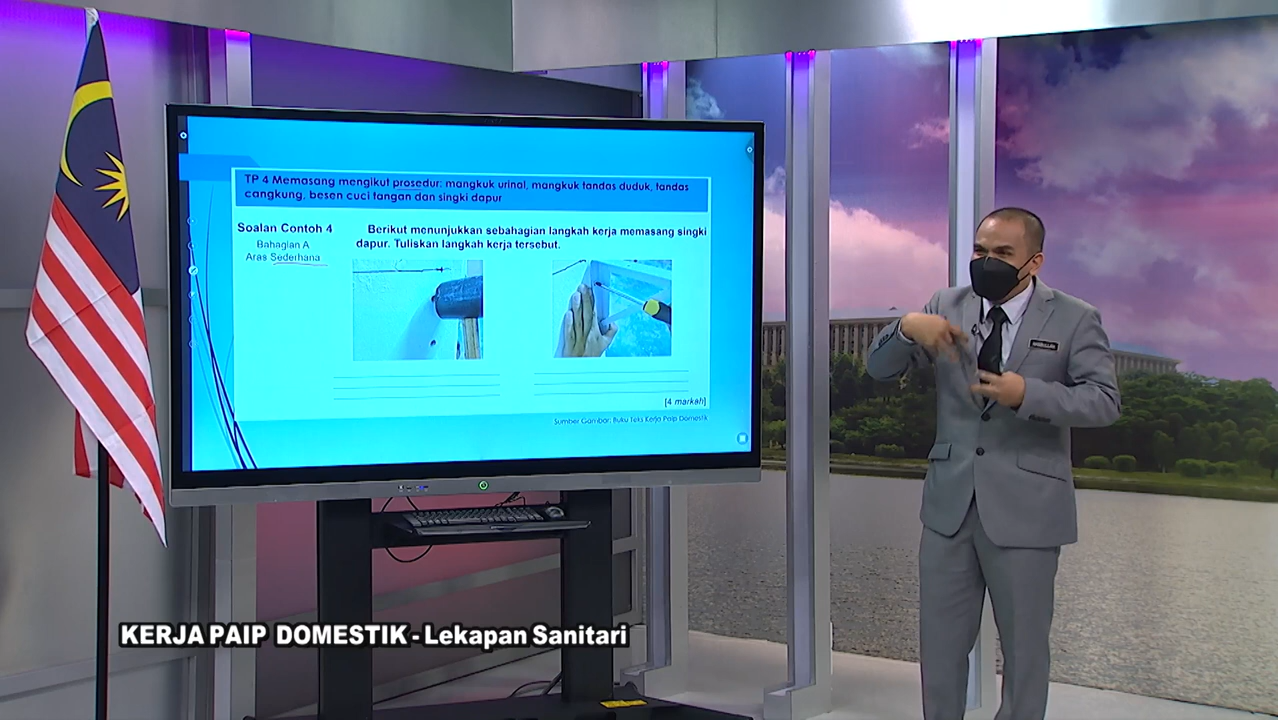 TP 4 Memasang mengikut prosedur: mangkuk urinal, mangkuk tandas duduk, tandas
cangkung, besen cuci tangan dan singki dapur
Soalan Contoh 4
Bahagian A
Aras Sederhana
Berikut menunjukkan sebahagian langkah kerja memasang singki
dapur. Tuliskan langkah kerja tersebut.
[4 markah]
Sumber Gambar: Buku Teks Kerja Paip Domestik
KERJA PAIP DOMESTIK - Lekapan Sanitari